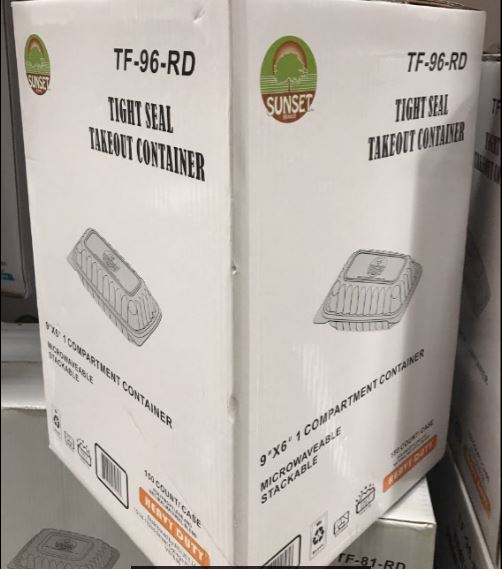 SUNSET
TF-96-RD
TIGHT SEAL
TAKEOUT CONTAINER
9"X6" 1 COMPARTMENT CONTAINER
MICROWAVEABLE
STACKABLE
150 COUNT/CASE
HEAVY DUTY
SUNSET
TF-96-RD
TIGHT SEAL
TAKEOUT CONTAINER
9"X6" 1 COMPARTMENT CONTAINER
MICROWAVEABLE
STACKABLE
150 COUNT/CASE
HEAVY DUTY
TF-81-RD